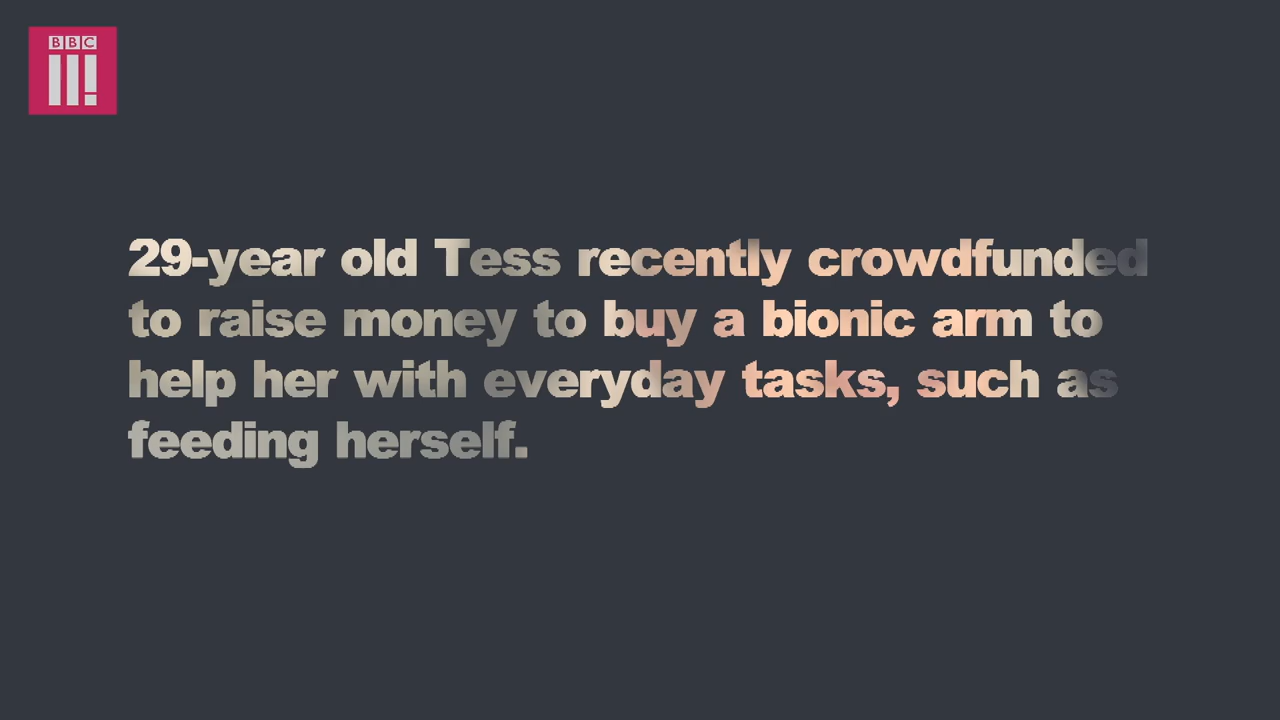 BBC
29-year old Tess recently crowdfunded
to raise money to buy a bionic arm to
help her with everyday tasks, such as
feeding herself.